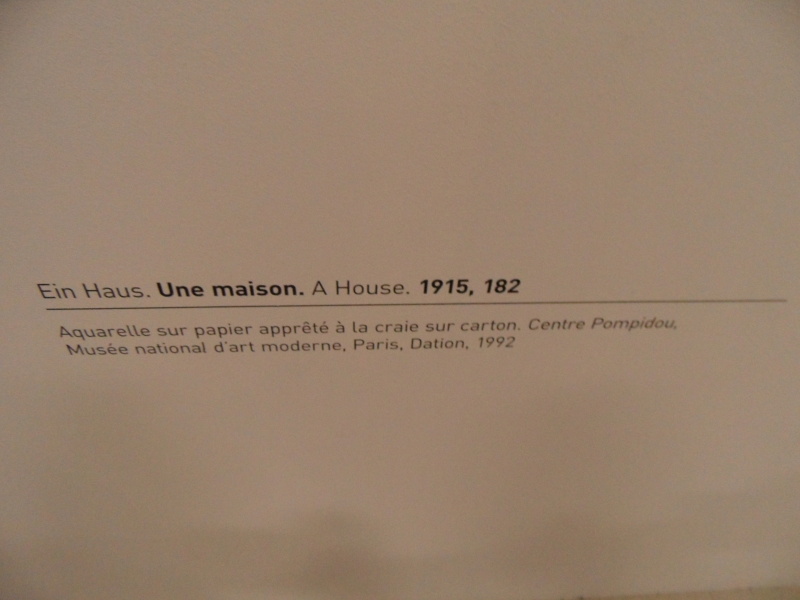 Ein Haus. Une maison. A House. 1915, 182
Aquarelle sur papier apprêté à la craie sur carton. Centre Pompidou,
Musée national d'art moderne, Paris, Dation, 1992